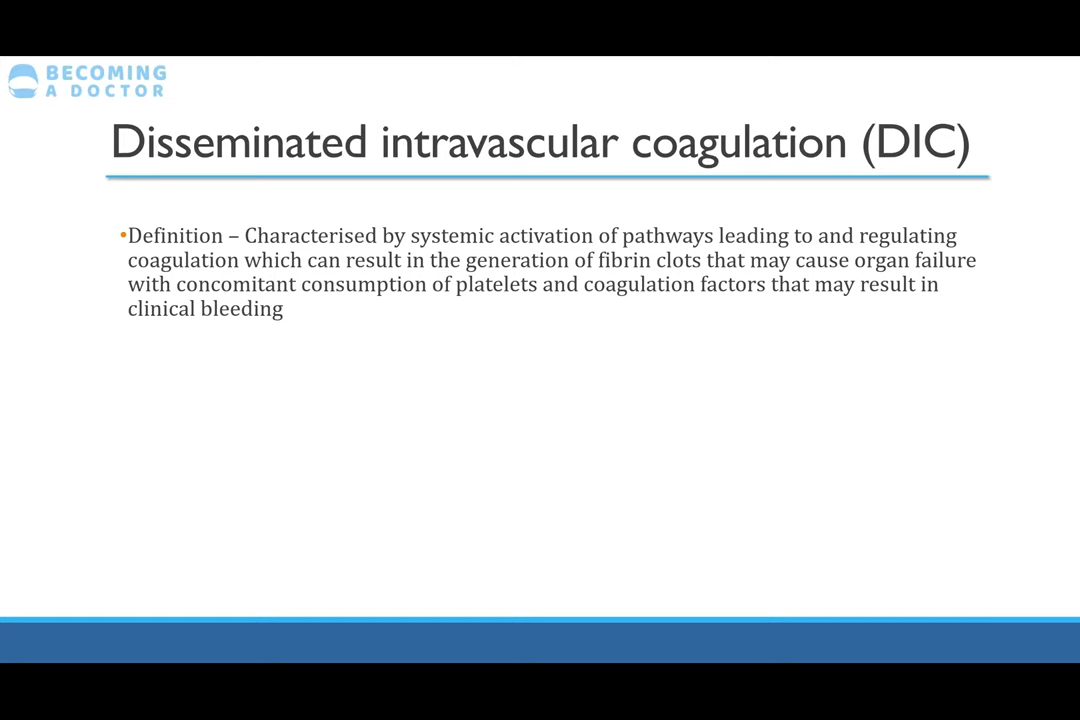 BECOMING
A DOCTOR
Disseminated intravascular coagulation (DIC)
•Definition – Characterised by systemic activation of pathways leading to and regulating
coagulation which can result in the generation of fibrin clots that may cause organ failure
with concomitant consumption of platelets and coagulation factors that may result in
clinical bleeding